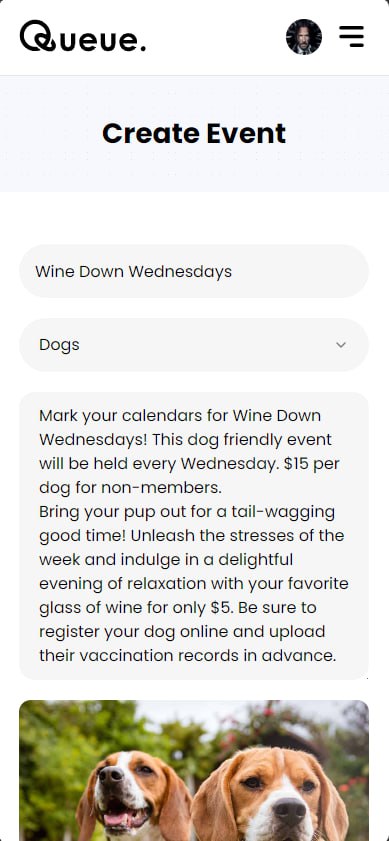 Queue.
Create Event
Wine Down Wednesdays
Dogs
Mark your calendars for Wine Down
Wednesdays! This dog friendly event
will be held every Wednesday. $15 per
dog for non-members.
Bring your pup out for a tail-wagging
good time! Unleash the stresses of the
week and indulge in a delightful
evening of relaxation with your favorite
glass of wine for only $5. Be sure to
register your dog online and upload
their vaccination records in advance.